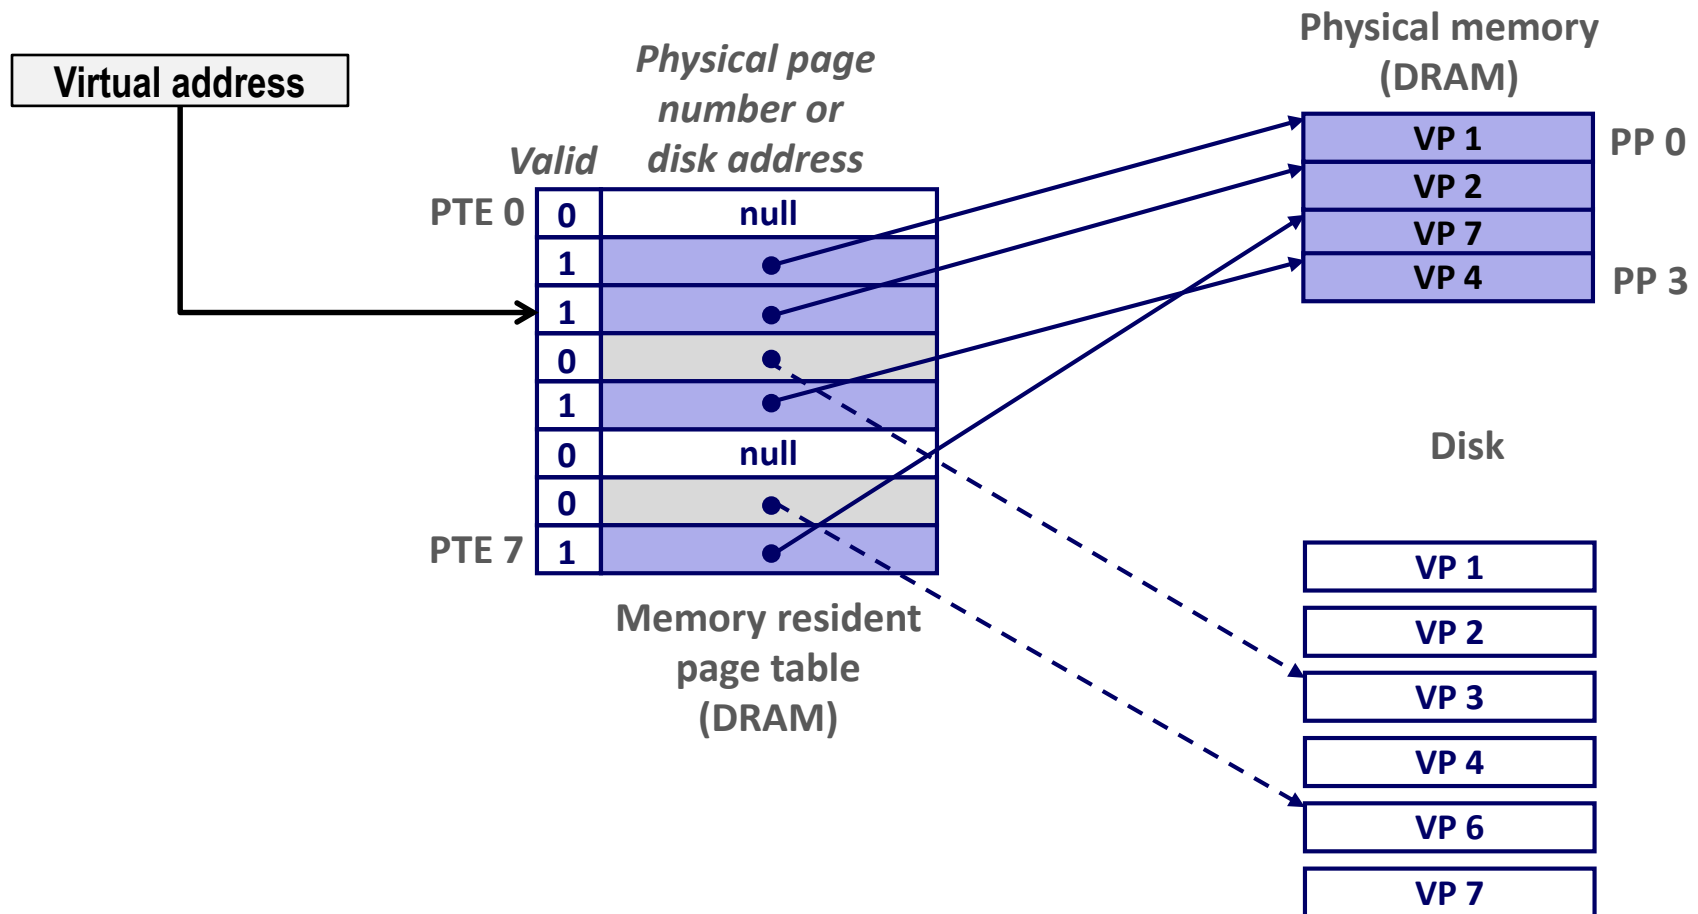 Virtual address
Physical page
number or
disk address
Valid
PTE 0
0
null
1
1
0
1
0
null
0
PTE 7
1
Memory resident
page table
(DRAM)
Physical memory
(DRAM)
VP 1
PP 0
VP 2
VP 7
VP 4
PP 3
Disk
VP 1
VP 2
VP 3
VP 4
VP 6
VP 7